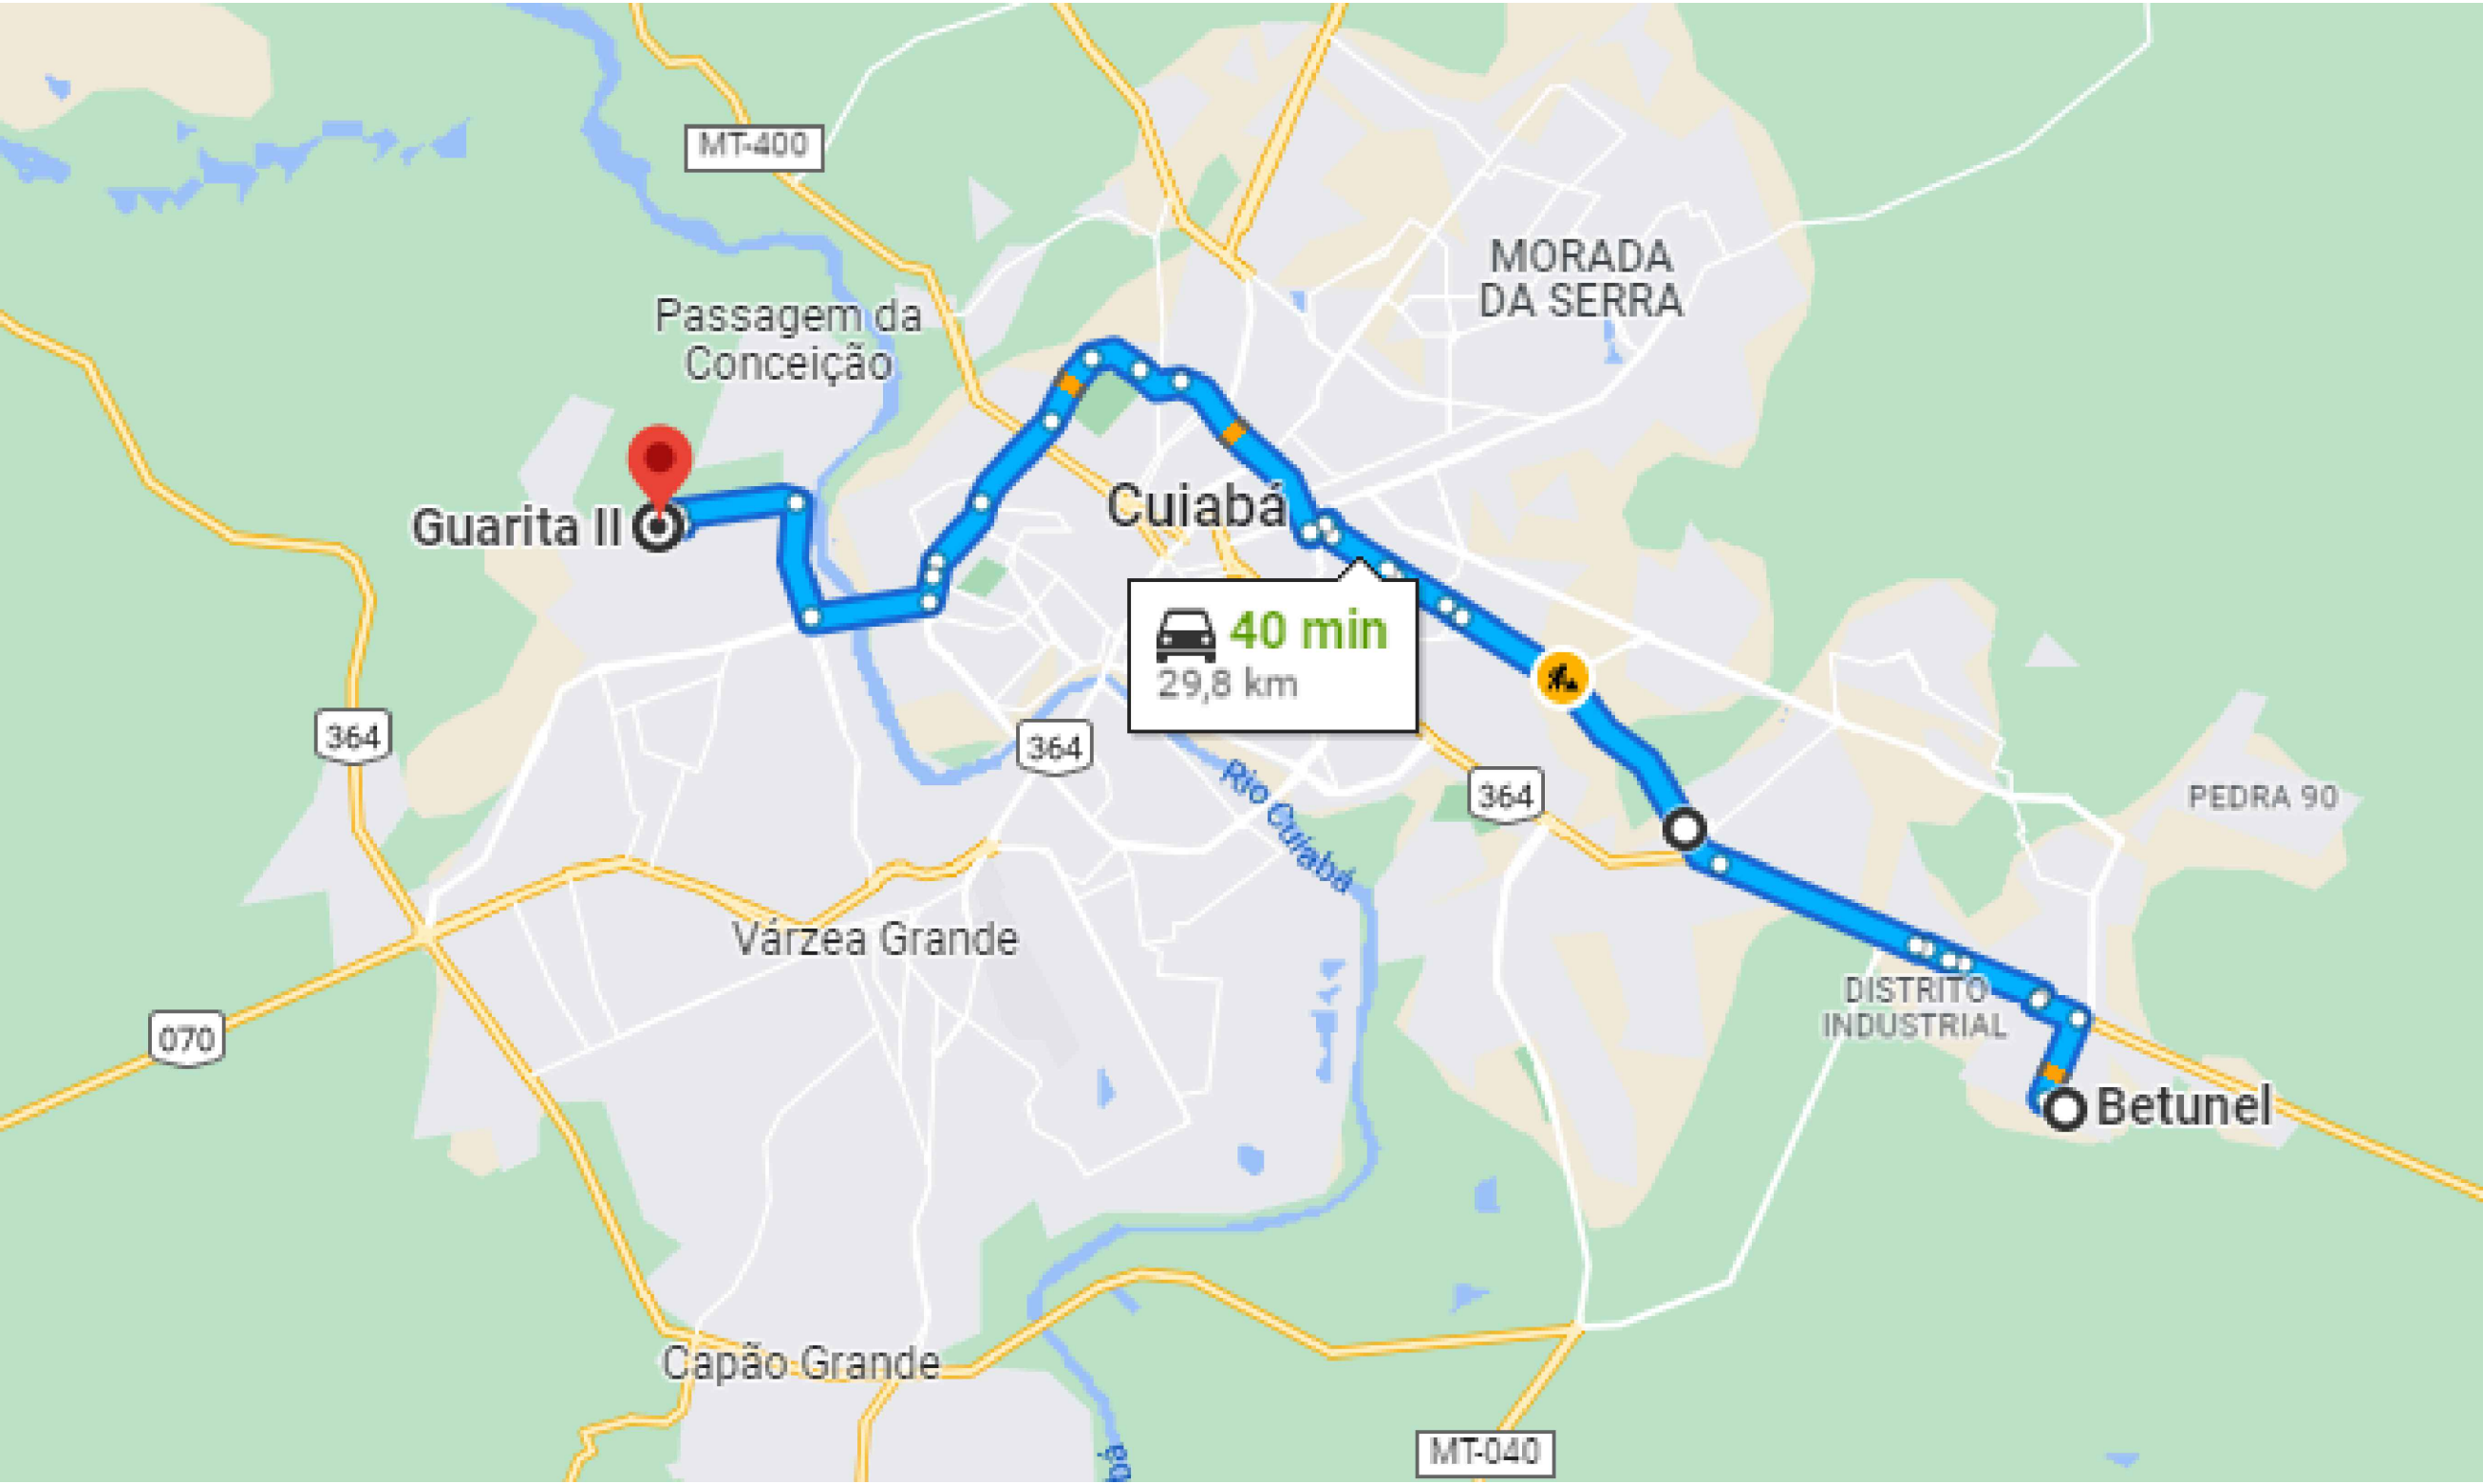 MT-400
MORADA
DA SERRA
Passagem da
Conceição
Cuiabá
Guarita II
40 min
29,8 km
364
364
364
Rio Cuiabá
PEDRA 90
Várzea Grande
DISTRITO
INDUSTRIAL
070
Betunel
Capão Grande
MT-040